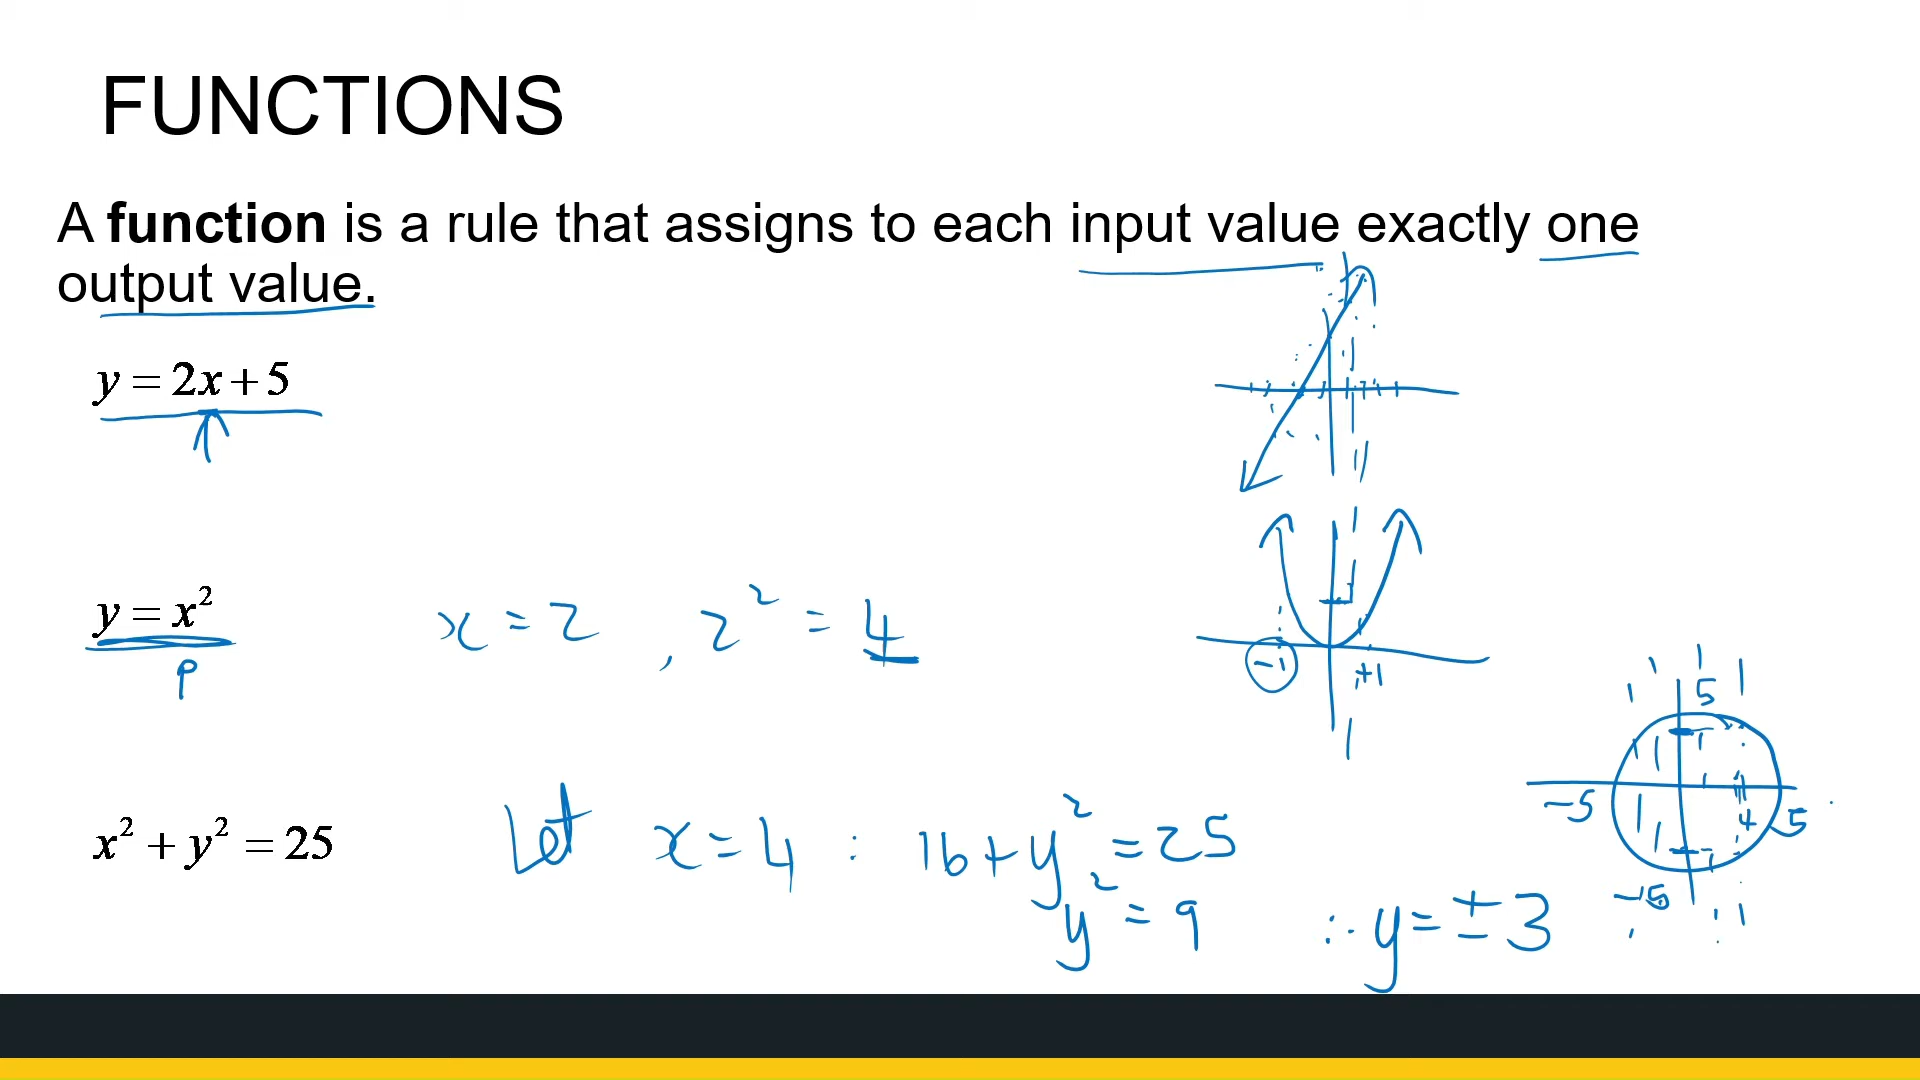 FUNCTIONS
A function is a rule that assigns to each input value exactly one
output value.
y = 2x + 5
y = x²
x = 2 , 2² = 4
-1
+1
x² + y² = 25
Let x = 4 : 16 + y² = 25
y² = 9 ∴ y = ± 3
5
-5
4
5
-5